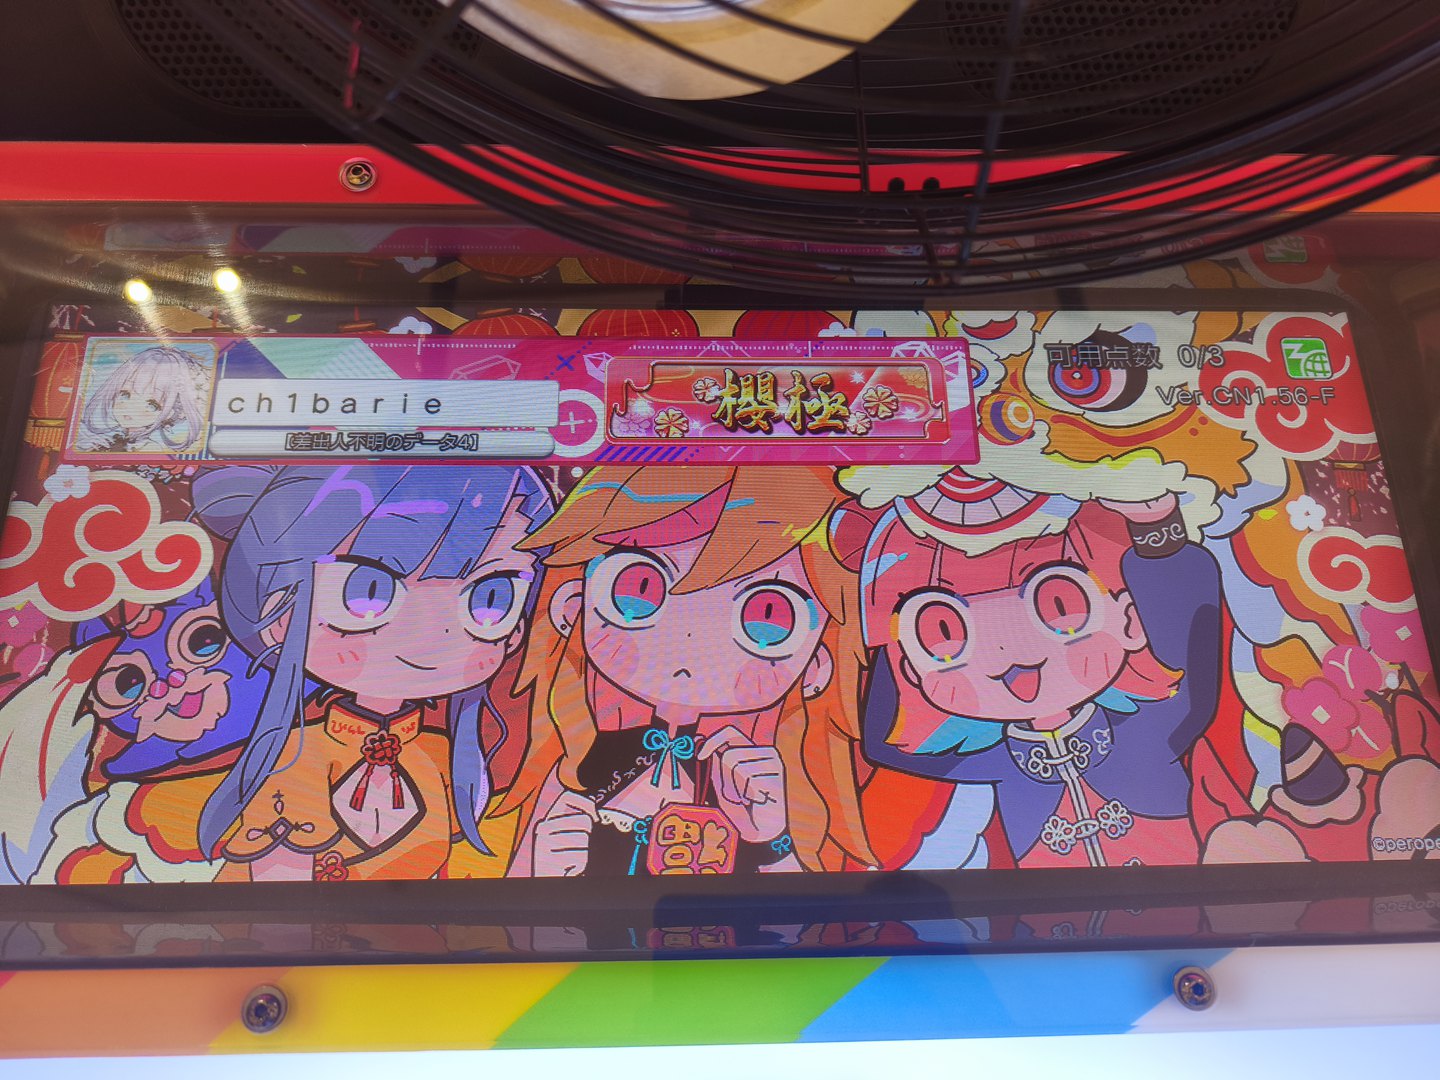 可用点数 0/3
Ver.CN1.56-F
ch1barie
櫻極
【差出人不明のデータ4】